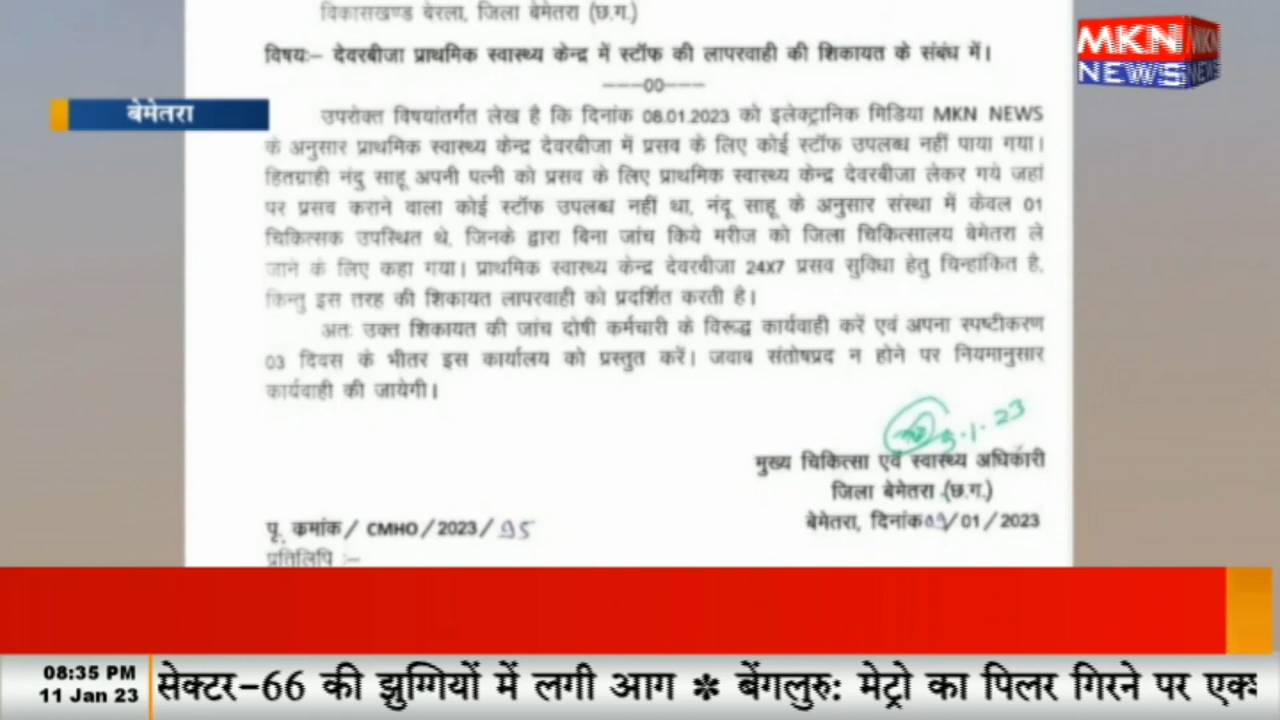 विकासखण्ड बेरला, जिला बेमेतरा (छ.ग.)
MKN
NEWS
विषय:– देवरबीजा प्राथमिक स्वास्थ्य केन्द्र में स्टॉफ की लापरवाही की शिकायत के संबंध में।
———00———
बेमेतरा
उपरोक्त विषयांतर्गत लेख है कि दिनांक 08.01.2023 को इलेक्ट्रानिक मिडिया MKN NEWS
के अनुसार प्राथमिक स्वास्थ्य केन्द्र देवरबीजा में प्रसव के लिए कोई स्टॉफ उपलब्ध नहीं पाया गया।
हितग्राही नंदु साहू अपनी पत्नी को प्रसव के लिए प्राथमिक स्वास्थ्य केन्द्र देवरबीजा लेकर गये जहां
पर प्रसव कराने वाला कोई स्टॉफ उपलब्ध नहीं था, नंदू साहू के अनुसार संस्था में केवल 01
चिकित्सक उपस्थित थे, जिनके द्वारा बिना जांच किये मरीज को जिला चिकित्सालय बेमेतरा ले
जाने के लिए कहा गया। प्राथमिक स्वास्थ्य केन्द्र देवरबीजा 24x7 प्रसव सुविधा हेतु चिन्हांकित है,
किन्तु इस तरह की शिकायत लापरवाही को प्रदर्शित करती है।
अतः उक्त शिकायत की जांच दोषी कर्मचारी के विरूद्ध कार्यवाही करें एवं अपना स्पष्टीकरण
03 दिवस के भीतर इस कार्यालय को प्रस्तुत करें। जवाब संतोषप्रद न होने पर नियमानुसार
कार्यवाही की जायेगी।
मुख्य चिकित्सा एवं स्वास्थ्य अधिकारी
जिला बेमेतरा (छ.ग.)
पृ. कमांक / CMHO / 2023 / 95
बेमेतरा, दिनांक /01/2023
प्रतिलिपि :–
08:35 PM
11 Jan 23
सेक्टर-66 की झुग्गियों में लगी आग * बेंगलुरु: मेट्रो का पिलर गिरने पर